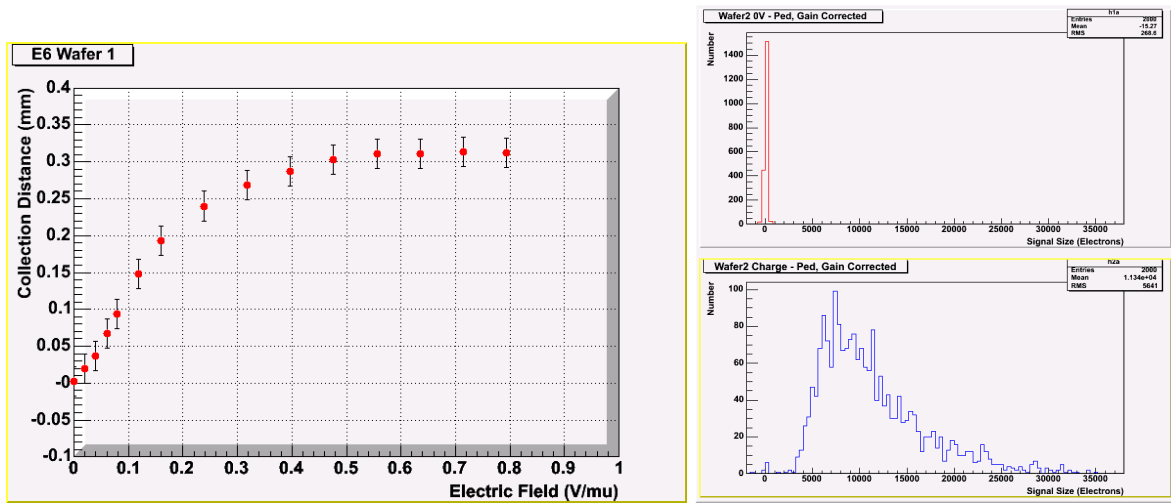 E6 Wafer 1
Collection Distance (mm)
0.4
0.35
0.3
0.25
0.2
0.15
0.1
0.05
-0
-0.05
-0.1
0 0.1 0.2 0.3 0.4 0.5 0.6 0.7 0.8 0.9 1
Electric Field (V/mu)
Wafer2 0V - Ped, Gain Corrected
h1a
Entries 2000
Mean -15.27
RMS 268.6
Number
1400
1200
1000
800
600
400
200
0
0 5000 10000 15000 20000 25000 30000 35000
Signal Size (Electrons)
Wafer2 Charge - Ped, Gain Corrected
h2a
Entries 2000
Mean 1.134e+04
RMS 5641
Number
100
80
60
40
20
0
0 5000 10000 15000 20000 25000 30000 35000
Signal Size (Electrons)